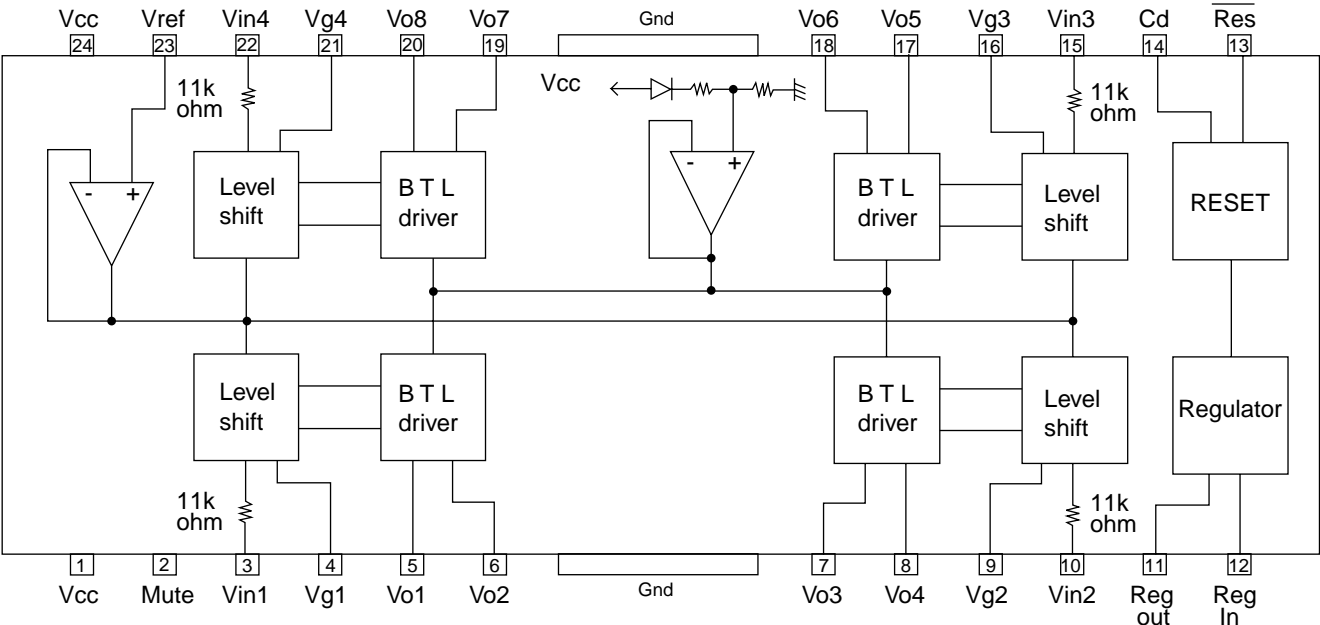 Vcc Vref Vin4 Vg4 Vo8 Vo7 Gnd Vo6 Vo5 Vg3 Vin3 Cd Res
24 23 22 21 20 19 18 17 16 15 14 13
11k
ohm
Vcc
11k
ohm
- +
Level
shift
B T L
driver
- +
B T L
driver
Level
shift
RESET
Level
shift
B T L
driver
B T L
driver
Level
shift
Regulator
11k
ohm
11k
ohm
1 2 3 4 5 6 7 8 9 10 11 12
Vcc Mute Vin1 Vg1 Vo1 Vo2 Gnd Vo3 Vo4 Vg2 Vin2 Reg
out
Reg
In